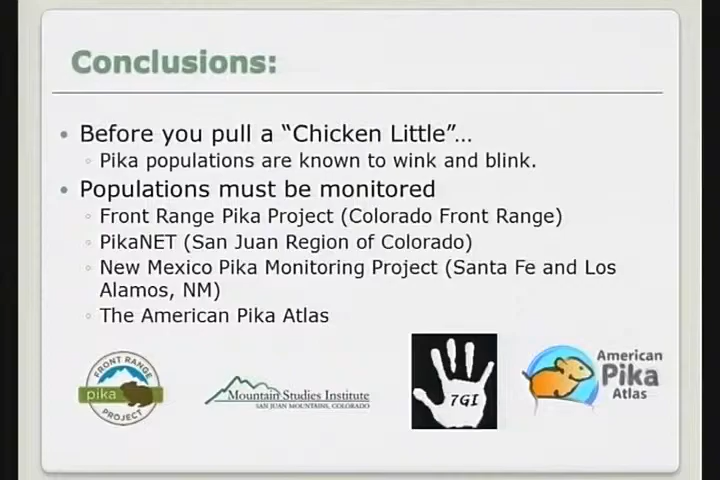 Conclusions:
• Before you pull a “Chicken Little”…
◦ Pika populations are known to wink and blink.
• Populations must be monitored
◦ Front Range Pika Project (Colorado Front Range)
◦ PikaNET (San Juan Region of Colorado)
◦ New Mexico Pika Monitoring Project (Santa Fe and Los
Alamos, NM)
◦ The American Pika Atlas
FRONT RANGE
pika
PROJECT
Mountain Studies Institute
SAN JUAN MOUNTAINS, COLORADO
7GI
American
Pika
Atlas